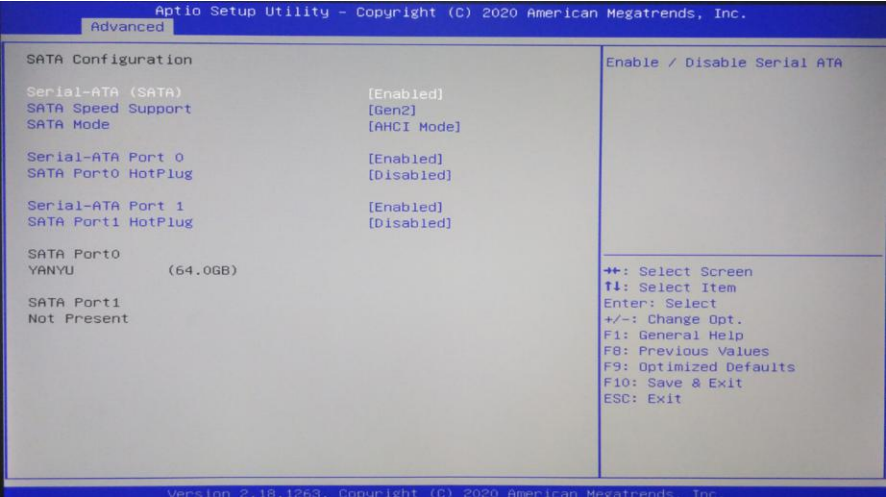 Aptio Setup Utility – Copyright (C) 2020 American Megatrends, Inc.
Advanced
SATA Configuration
Serial-ATA (SATA) [Enabled]
SATA Speed Support [Gen2]
SATA Mode [AHCI Mode]
Serial-ATA Port 0 [Enabled]
SATA Port0 HotPlug [Disabled]
Serial-ATA Port 1 [Enabled]
SATA Port1 HotPlug [Disabled]
SATA Port0
YANYU (64.0GB)
SATA Port1
Not Present
Enable / Disable Serial ATA
→←: Select Screen
↑↓: Select Item
Enter: Select
+/-: Change Opt.
F1: General Help
F8: Previous Values
F9: Optimized Defaults
F10: Save & Exit
ESC: Exit
Version 2.18.1263. Copyright (C) 2020 American Megatrends, Inc.